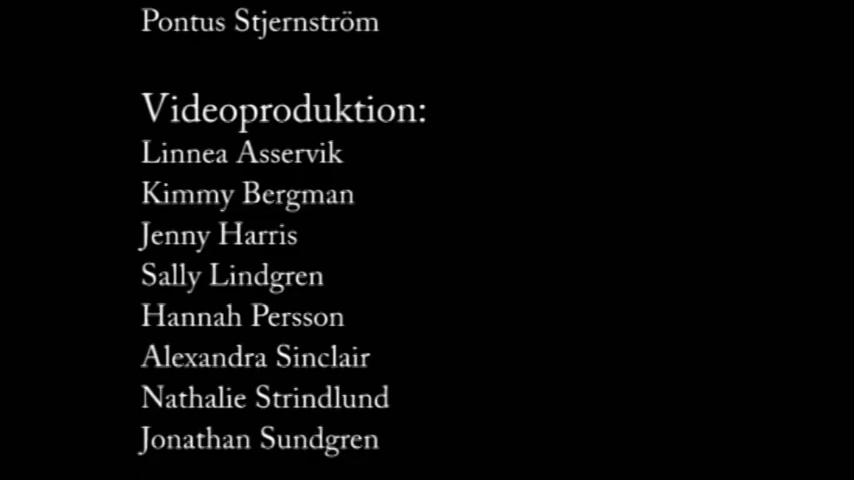 Pontus Stjernström
Videoproduktion:
Linnea Asservik
Kimmy Bergman
Jenny Harris
Sally Lindgren
Hannah Persson
Alexandra Sinclair
Nathalie Strindlund
Jonathan Sundgren